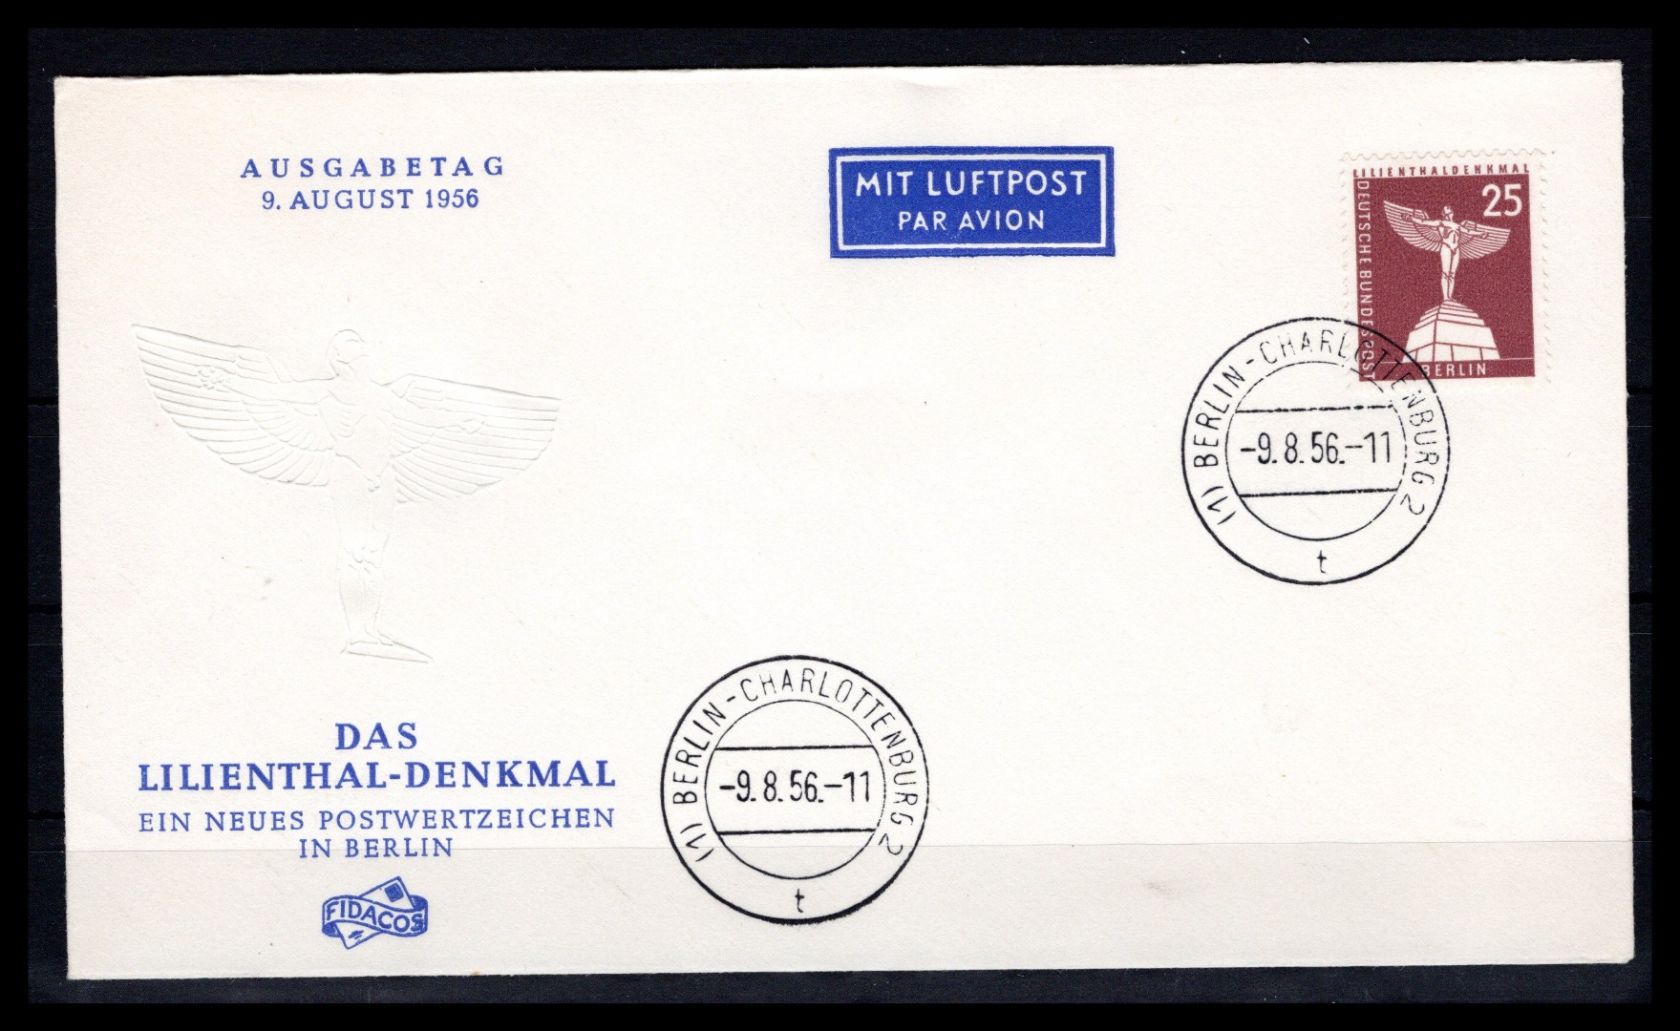 AUSGABETAG
9. AUGUST 1956
MIT LUFTPOST
PAR AVION
LILIENTHALDENKMAL
25
DEUTSCHE BUNDESPOST
BERLIN
(1) BERLIN-CHARLOTTENBURG 2
-9.8.56.-11
t
DAS
LILIENTHAL-DENKMAL
EIN NEUES POSTWERTZEICHEN
IN BERLIN
FIDACOS
(1) BERLIN-CHARLOTTENBURG 2
-9.8.56.-11
t